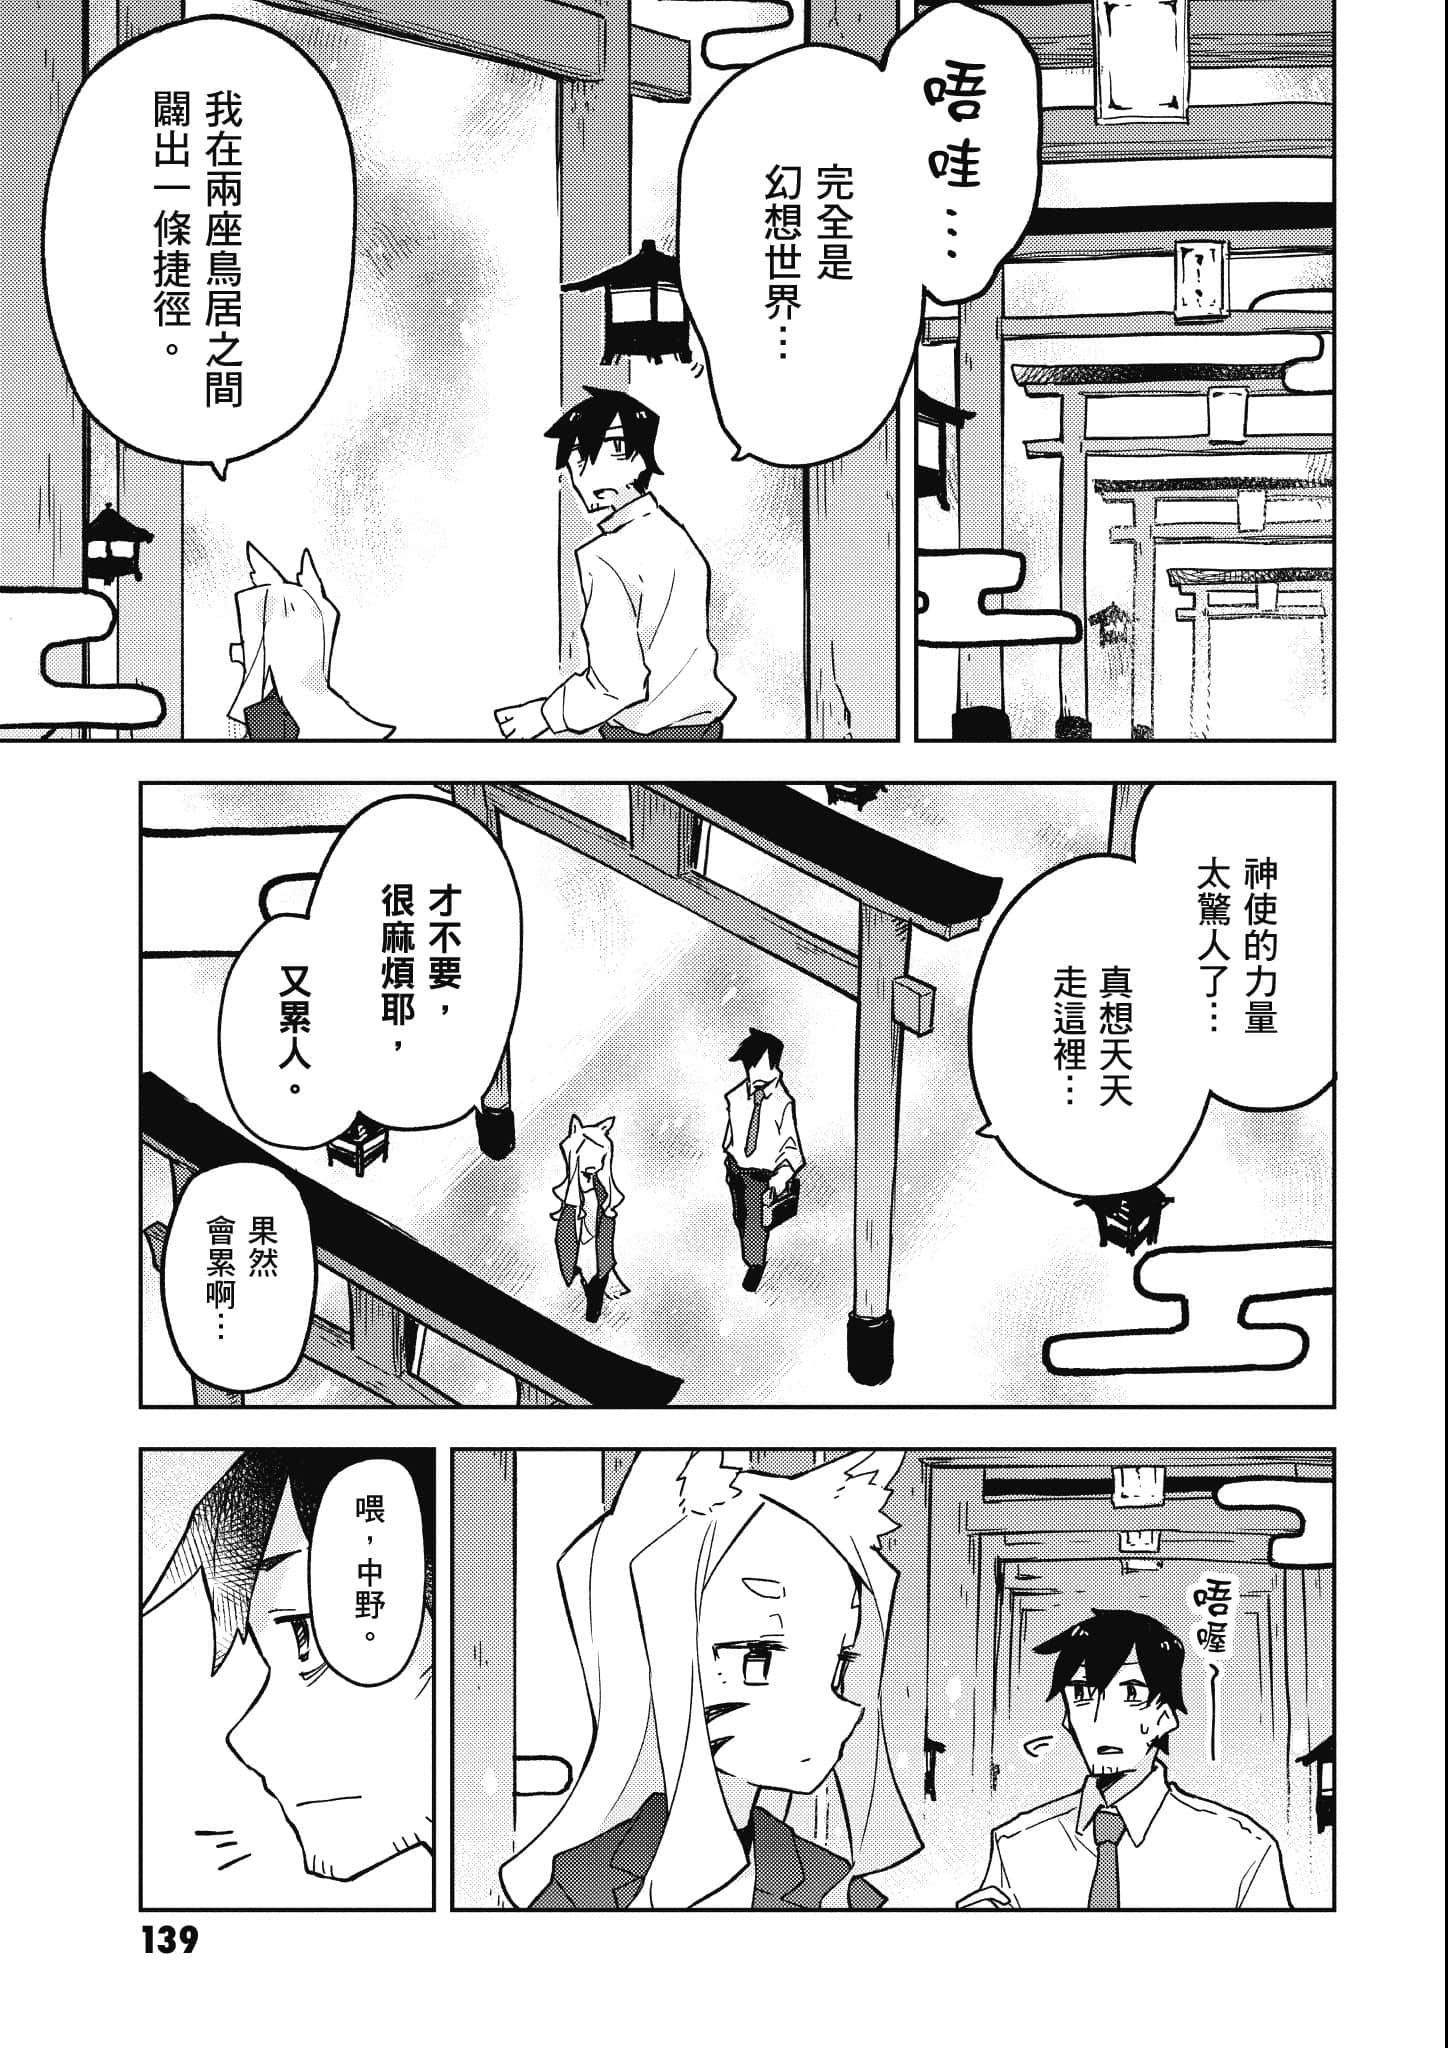 唔哇⋯
完全是
幻想世界⋯
我在兩座鳥居之間
闢出一條捷徑。
神使的力量
太驚人了⋯
真想天天
走這裡⋯
才不要，
很麻煩耶，
又累人。
果然
會累啊⋯
唔喔～
喂，中野。
139